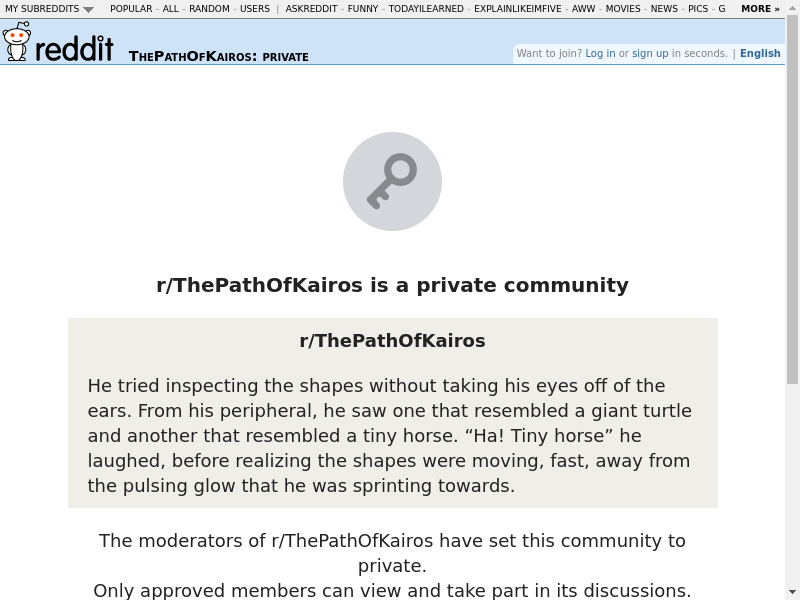 MY SUBREDDITS POPULAR - ALL - RANDOM - USERS | ASKREDDIT - FUNNY - TODAYILEARNED - EXPLAINLIKEIMFIVE - AWW - MOVIES - NEWS - PICS - G MORE »
reddit THEPATHOFKAIROS: PRIVATE Want to join? Log in or sign up in seconds. | English
r/ThePathOfKairos is a private community
r/ThePathOfKairos
He tried inspecting the shapes without taking his eyes off of the
ears. From his peripheral, he saw one that resembled a giant turtle
and another that resembled a tiny horse. “Ha! Tiny horse” he
laughed, before realizing the shapes were moving, fast, away from
the pulsing glow that he was sprinting towards.
The moderators of r/ThePathOfKairos have set this community to
private.
Only approved members can view and take part in its discussions.